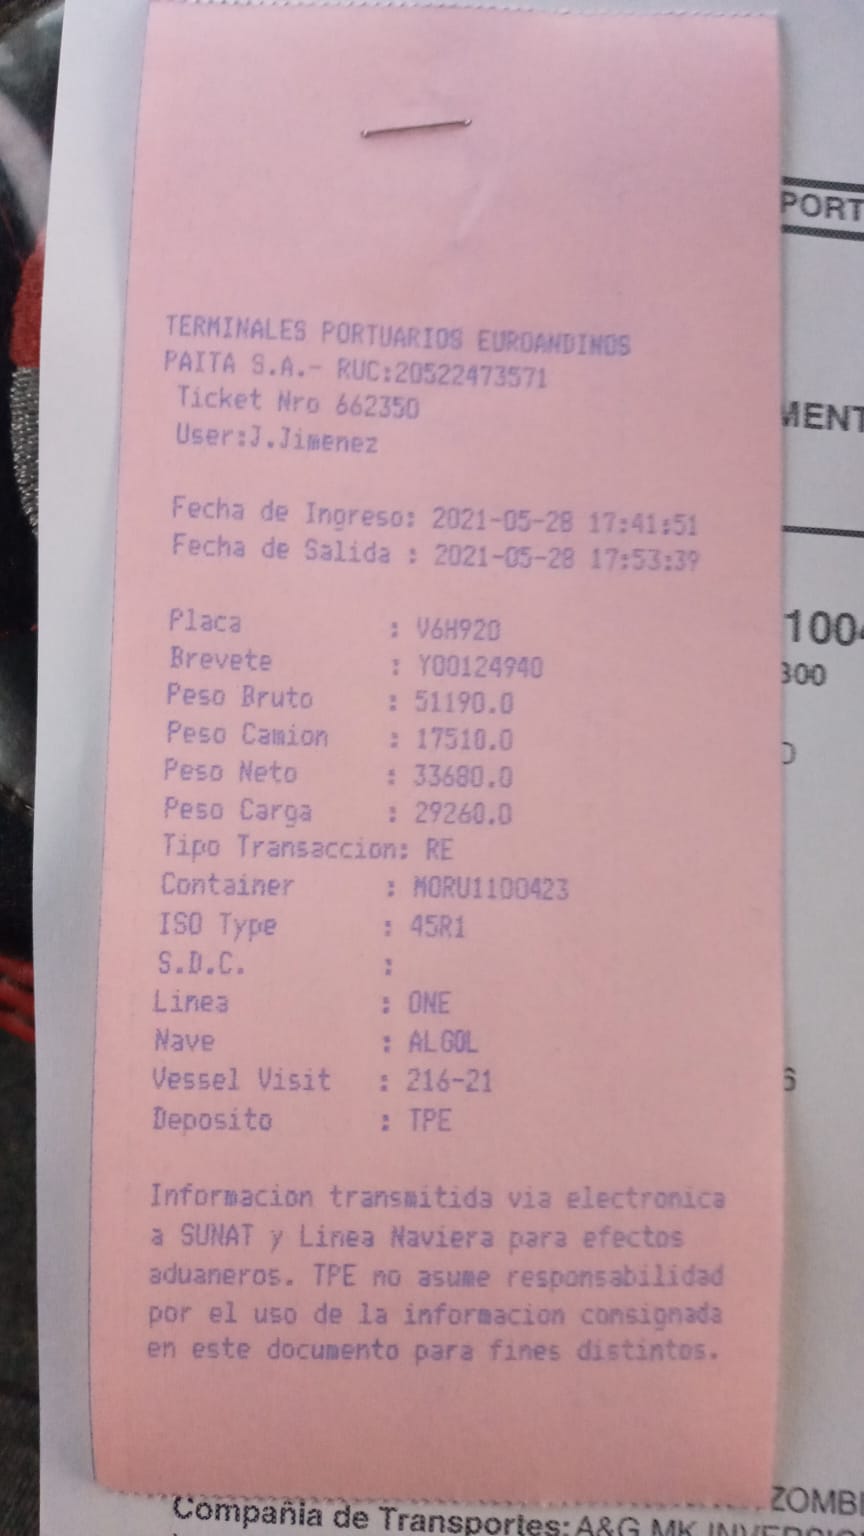 TERMINALES PORTUARIOS EUROANDINOS
PAITA S.A.- RUC:20522473571
Ticket Nro 662350
User:J.Jimenez
Fecha de Ingreso: 2021-05-28 17:41:51
Fecha de Salida : 2021-05-28 17:53:39
Placa : V6H920
Brevete : Y00124940
Peso Bruto : 51190.0
Peso Camion : 17510.0
Peso Neto : 33680.0
Peso Carga : 29260.0
Tipo Transaccion: RE
Container : MORU1100423
ISO Type : 45R1
S.D.C. :
Linea : ONE
Nave : ALGOL
Vessel Visit : 216-21
Deposito : TPE
Informacion transmitida via electronica
a SUNAT y Linea Naviera para efectos
aduaneros. TPE no asume responsabilidad
por el uso de la informacion consignada
en este documento para fines distintos.
Compañia de Transportes: A&G MK